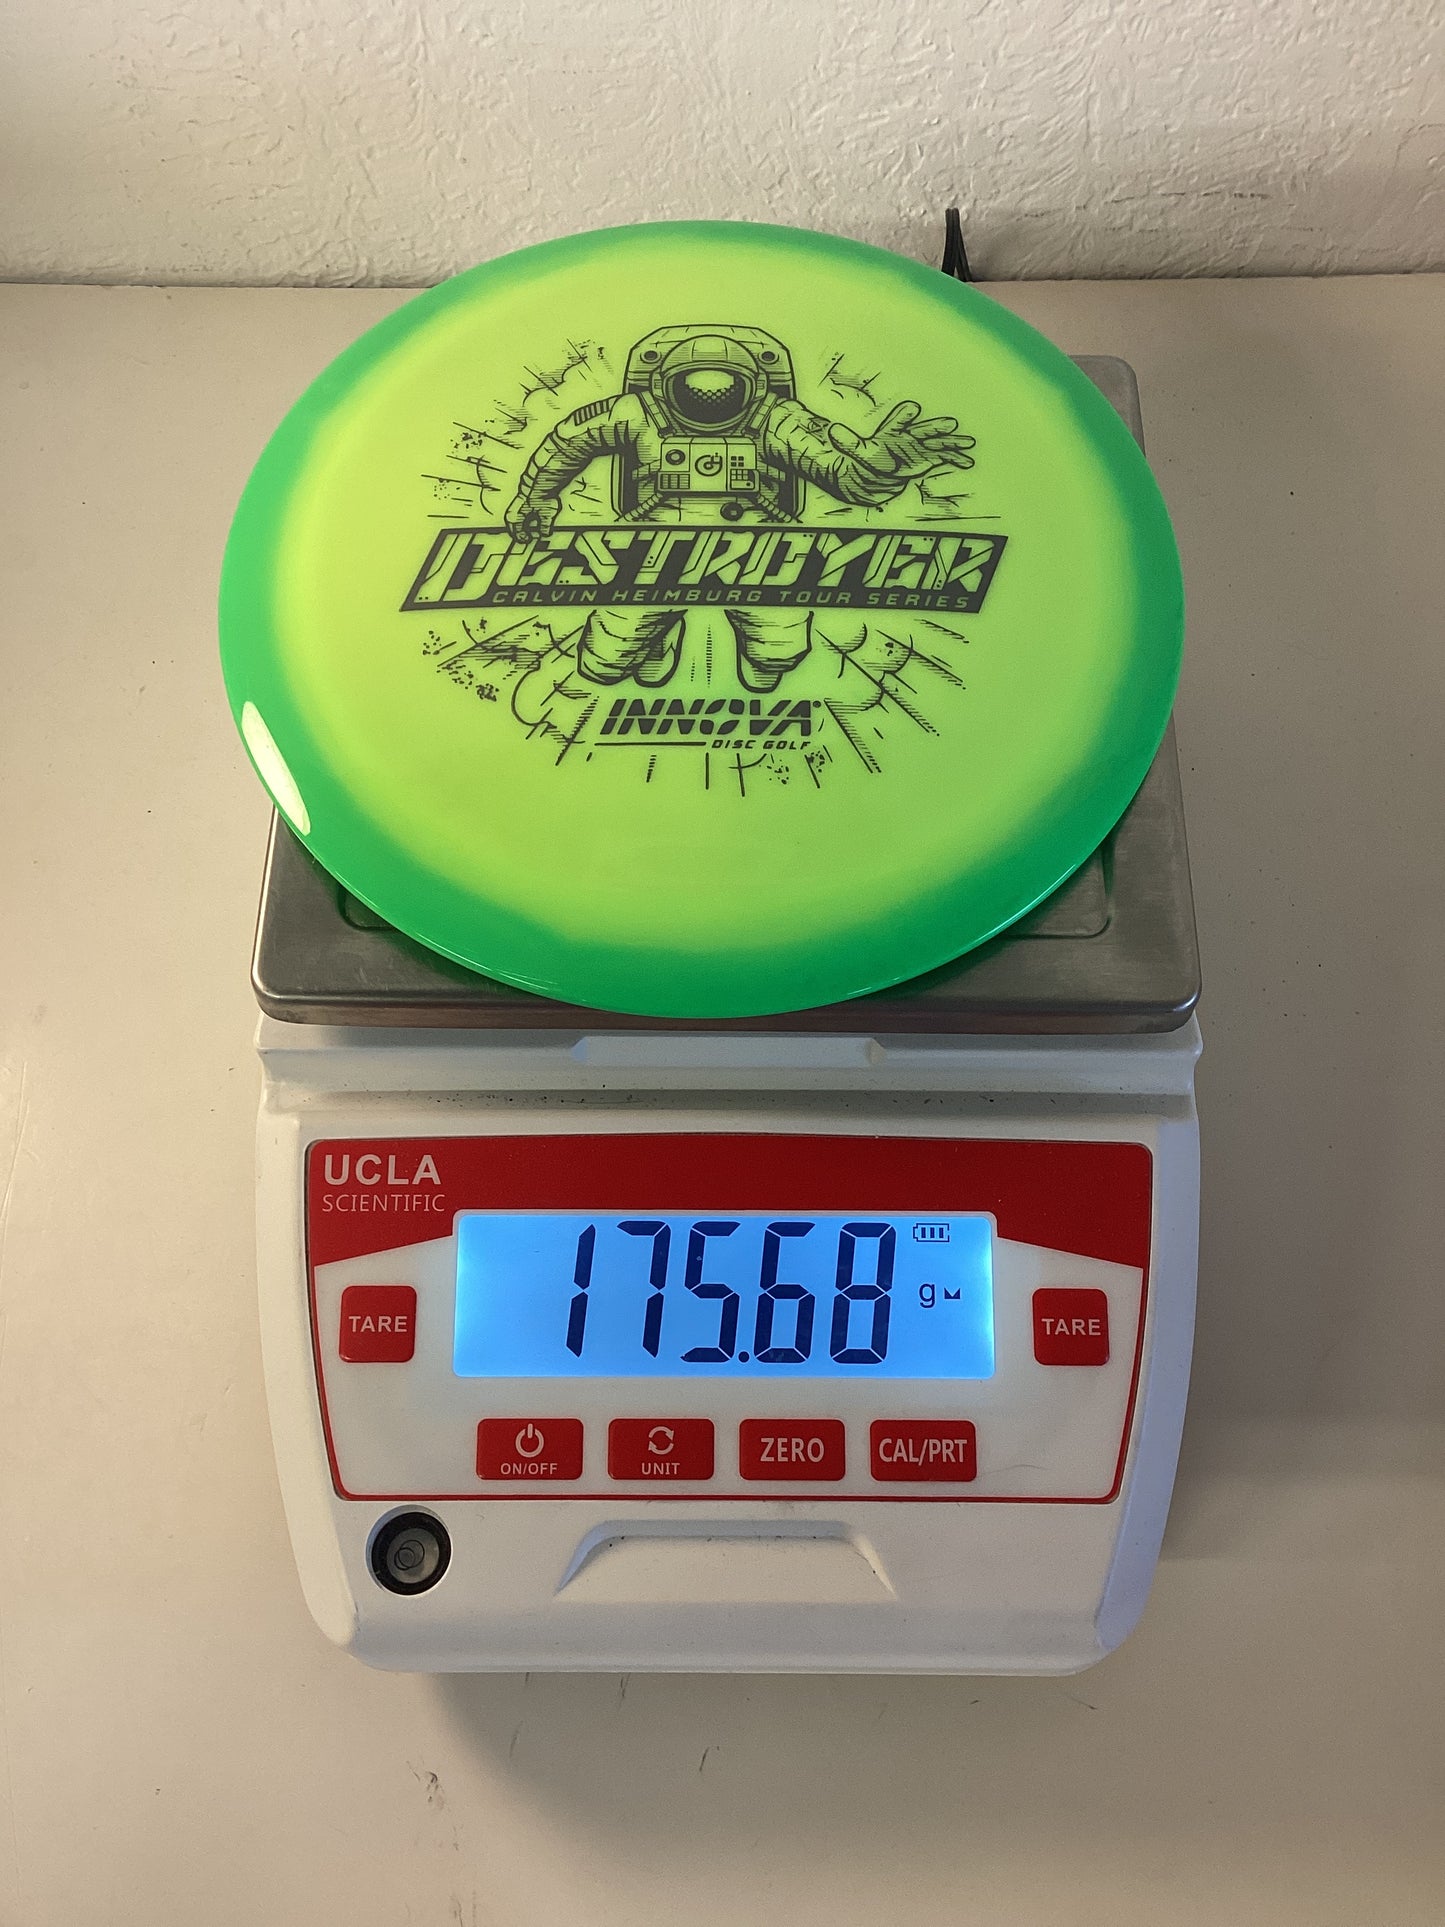 DESTROYER
CALVIN HEIMBURG TOUR SERIES
INNOVA
DISC GOLF
UCLA
SCIENTIFIC
175.68 g
TARE
TARE
ON/OFF
UNIT
ZERO
CAL/PRT